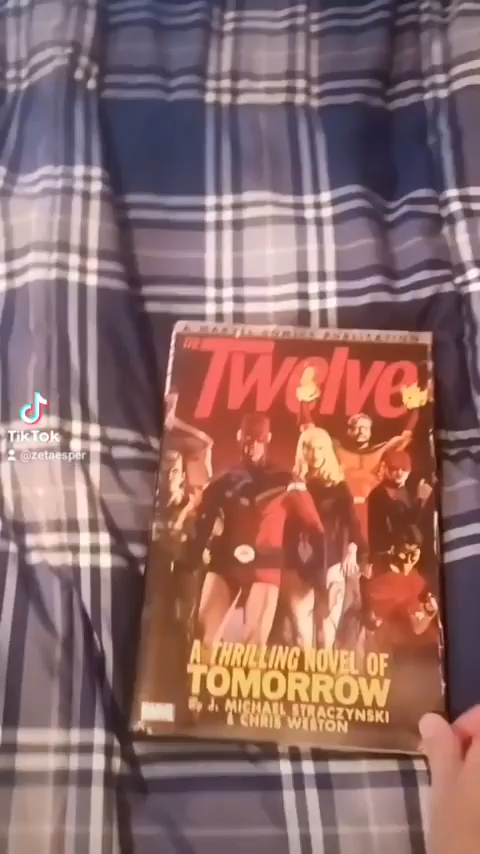 A MARVEL COMICS PUBLICATION
THE
Twelve
TikTok
@zetaesper
A THRILLING NOVEL OF
TOMORROW
By J. MICHAEL STRACZYNSKI
& CHRIS WESTON
MARVEL